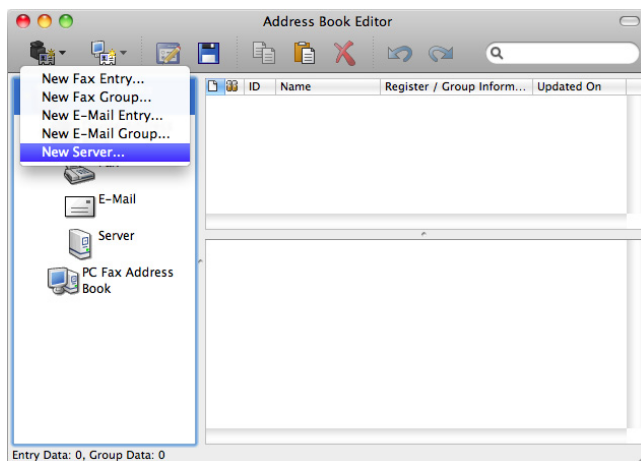 Address Book Editor
New Fax Entry...
New Fax Group...
New E-Mail Entry...
New E-Mail Group...
New Server...
ID Name Register / Group Inform... Updated On
E-Mail
Server
PC Fax Address
Book
Entry Data: 0, Group Data: 0